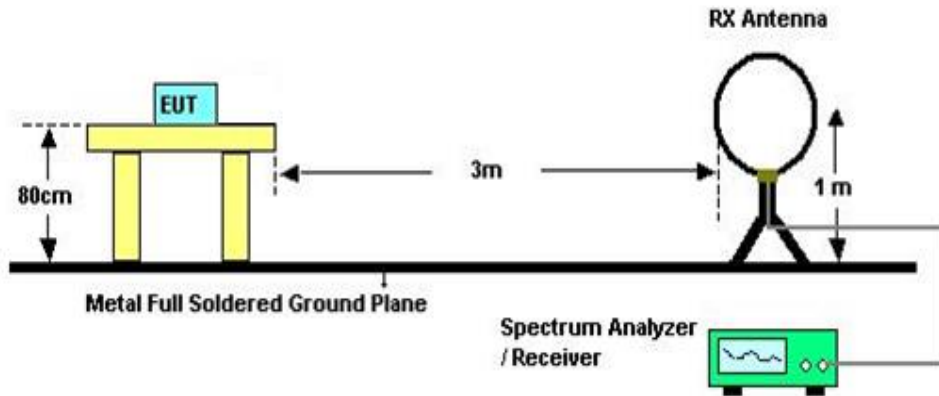 RX Antenna
EUT
3m
80cm
1 m
Metal Full Soldered Ground Plane
Spectrum Analyzer
/ Receiver